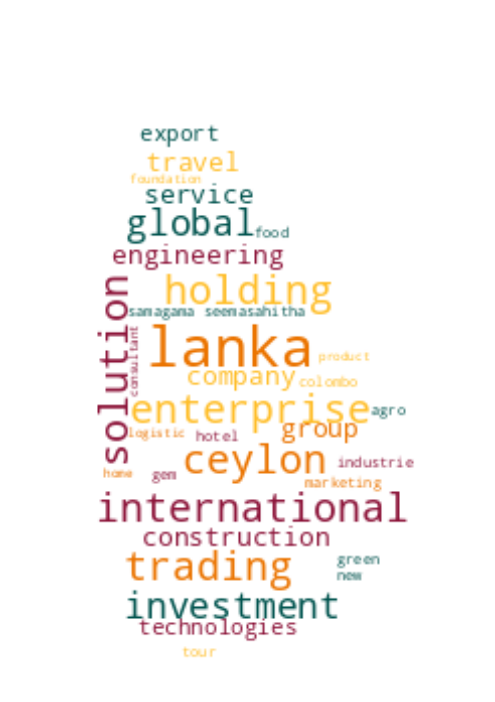 export
travel
foundation
service
global food
engineering
solution
holding
samagama seemasahitha
consultant
lanka product
company colombo
enterprise agro
logistic hotel group
ceylon industrie
home gem marketing
international
construction
trading green
new
investment
technologies
tour